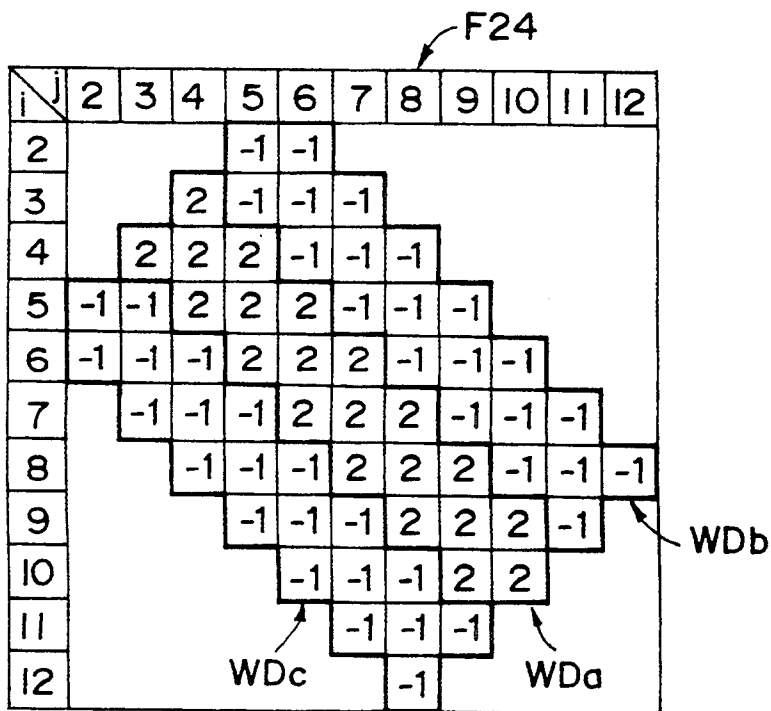 F24
i j 2 3 4 5 6 7 8 9 10 11 12
2 -1 -1
3 2 -1 -1 -1
4 2 2 2 -1 -1 -1
5 -1 -1 2 2 2 -1 -1 -1
6 -1 -1 -1 2 2 2 -1 -1 -1
7 -1 -1 -1 2 2 2 -1 -1 -1
8 -1 -1 -1 2 2 2 -1 -1 -1
9 -1 -1 -1 2 2 2 -1
WDb
10 -1 -1 -1 2 2
11 -1 -1 -1
WDc WDa
12 -1